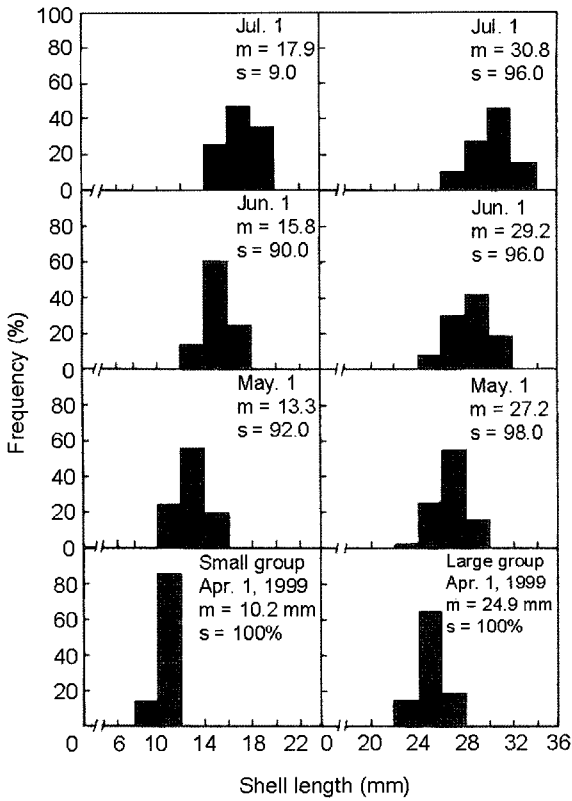 Frequency (%)
100
80
60
40
20
0
Jul. 1
m = 17.9
s = 9.0
Jul. 1
m = 30.8
s = 96.0
80
60
40
20
0
Jun. 1
m = 15.8
s = 90.0
Jun. 1
m = 29.2
s = 96.0
80
60
40
20
0
May. 1
m = 13.3
s = 92.0
May. 1
m = 27.2
s = 98.0
80
60
40
20
Small group
Apr. 1, 1999
m = 10.2 mm
s = 100%
Large group
Apr. 1, 1999
m = 24.9 mm
s = 100%
0 6 10 14 18 22 0 20 24 28 32 36
Shell length (mm)